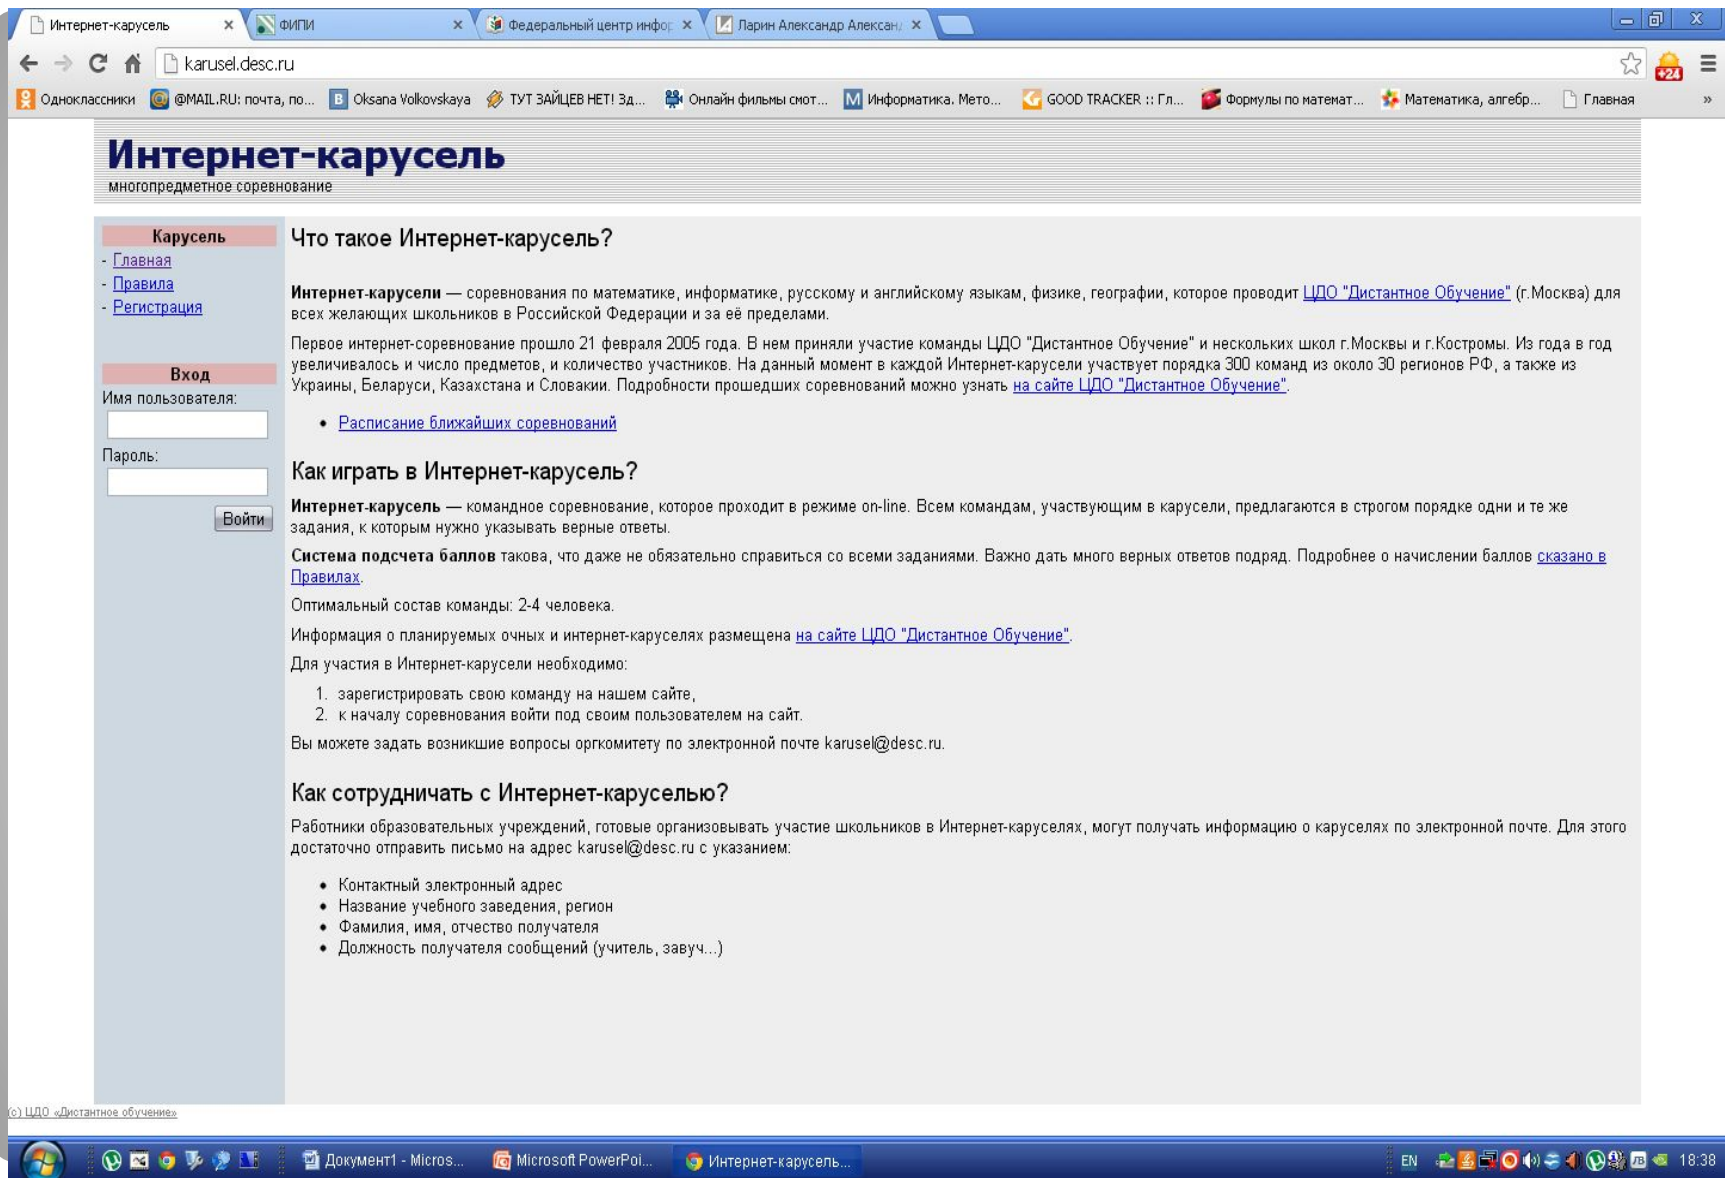 Интернет-карусель
ФИПИ
Федеральный центр инфор
Ларин Александр Алексан
karusel.desc.ru
+24
Одноклассники
@MAIL.RU: почта, по...
Oksana Volkovskaya
ТУТ ЗАЙЦЕВ НЕТ! Зд...
Онлайн фильмы смот...
Информатика. Мето...
GOOD TRACKER :: Гл...
Формулы по математ...
Математика, алгебр...
Главная
»
Интернет-карусель
многопредметное соревнование
Карусель
- Главная
- Правила
- Регистрация
Вход
Имя пользователя:
Пароль:
Войти
Что такое Интернет-карусель?
Интернет-карусели — соревнования по математике, информатике, русскому и английскому языкам, физике, географии, которое проводит ЦДО "Дистантное Обучение" (г.Москва) для
всех желающих школьников в Российской Федерации и за её пределами.
Первое интернет-соревнование прошло 21 февраля 2005 года. В нем приняли участие команды ЦДО "Дистантное Обучение" и нескольких школ г.Москвы и г.Костромы. Из года в год
увеличивалось и число предметов, и количество участников. На данный момент в каждой Интернет-карусели участвует порядка 300 команд из около 30 регионов РФ, а также из
Украины, Беларуси, Казахстана и Словакии. Подробности прошедших соревнований можно узнать на сайте ЦДО "Дистантное Обучение".
• Расписание ближайших соревнований
Как играть в Интернет-карусель?
Интернет-карусель — командное соревнование, которое проходит в режиме on-line. Всем командам, участвующим в карусели, предлагаются в строгом порядке одни и те же
задания, к которым нужно указывать верные ответы.
Система подсчета баллов такова, что даже не обязательно справиться со всеми заданиями. Важно дать много верных ответов подряд. Подробнее о начислении баллов сказано в
Правилах.
Оптимальный состав команды: 2-4 человека.
Информация о планируемых очных и интернет-каруселях размещена на сайте ЦДО "Дистантное Обучение".
Для участия в Интернет-карусели необходимо:
1. зарегистрировать свою команду на нашем сайте,
2. к началу соревнования войти под своим пользователем на сайт.
Вы можете задать возникшие вопросы оргкомитету по электронной почте karusel@desc.ru.
Как сотрудничать с Интернет-каруселью?
Работники образовательных учреждений, готовые организовывать участие школьников в Интернет-каруселях, могут получать информацию о каруселях по электронной почте. Для этого
достаточно отправить письмо на адрес karusel@desc.ru с указанием:
• Контактный электронный адрес
• Название учебного заведения, регион
• Фамилия, имя, отчество получателя
• Должность получателя сообщений (учитель, завуч...)
(c) ЦДО «Дистантное обучение»
Документ1 - Micros...
Microsoft PowerPoi...
Интернет-карусель...
EN
18:38